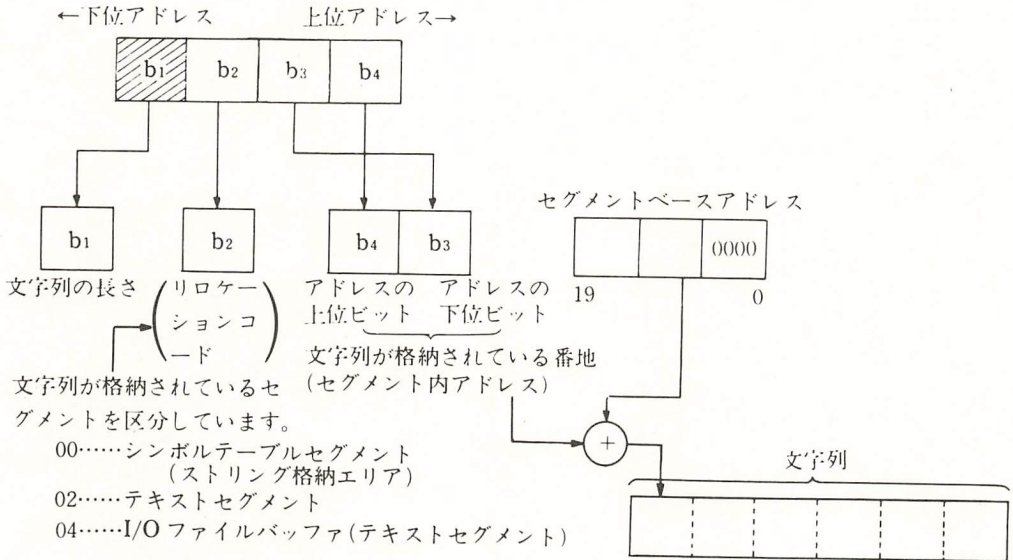 ←下位アドレス 上位アドレス→
b1 b2 b3 b4
セグメントベースアドレス
b1 b2 b4 b3 0000
19 0
文字列の長さ
(リロケー
ションコ
ード)
アドレスの アドレスの
上位ビット 下位ビット
文字列が格納されている番地
(セグメント内アドレス)
文字列が格納されているセ
グメントを区分しています。
00……シンボルテーブルセグメント
(ストリング格納エリア)
02……テキストセグメント
04……I/Oファイルバッファ(テキストセグメント)
+
文字列